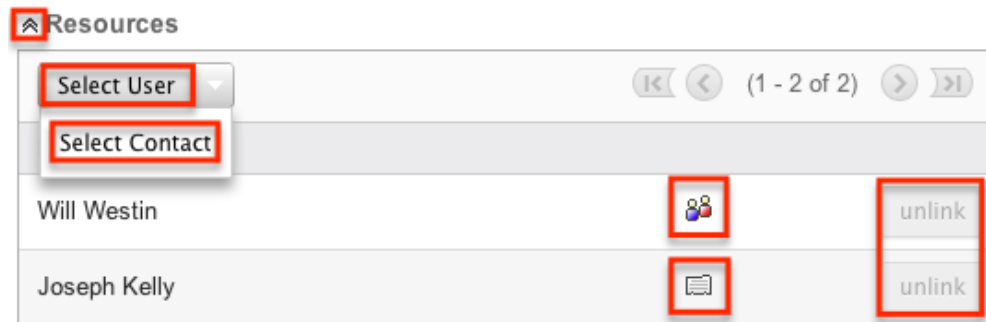 Resources
Select User
(1 - 2 of 2)
Select Contact
Will Westin
unlink
Joseph Kelly
unlink